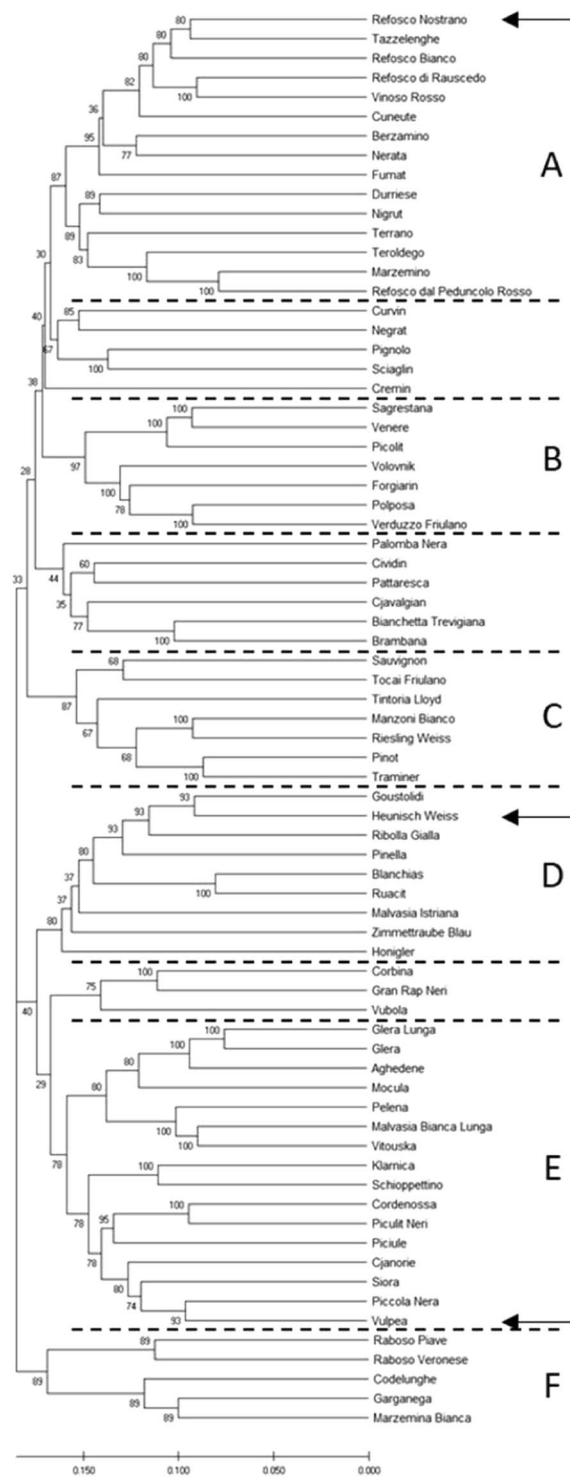 80 Refosco Nostrano
80 Tazzelenghe
80 Refosco Bianco
Refosco di Rauscedo
82 100 Vinoso Rosso
36 Cuneute
Berzamino
95 77 Nerata
Fumat
87
89 Durriese
Nigrut
89 Terrano
83 Teroldego
30 100 Marzemino
100 Refosco dal Peduncolo Rosso
A
40 85 Curvin
67 Negrat
Pignolo
100 Sciaglin
38 Cremin
100 Sagrestana
100 Venere
Picolit
97 Volovnik
100 Forgiarin
78 Polposa
100 Verduzzo Friulano
B
28
Palomba Nera
44 60 Cividin
35 Pattaresca
77 Cjavalgian
Bianchetta Trevigiana
100 Brambana
33
68 Sauvignon
87 Tocai Friulano
67 Tintoria Lloyd
100 Manzoni Bianco
68 Riesling Weiss
Pinot
100 Traminer
C
93 Goustolidi
93 Heunisch Weiss
93 Ribolla Gialla
80 Pinella
Blanchias
37 100 Ruacit
37 Malvasia Istriana
80 Zimmettraube Blau
Honigler
D
40
100 Corbina
75 Gran Rap Neri
Vubola
29
100 Glera Lunga
100 Glera
80 Aghedene
80 Mocula
Pelena
100 Malvasia Bianca Lunga
100 Vitouska
78
100 Klarnica
Schioppettino
78 100 Cordenossa
95 Piculit Neri
78 Piciule
Cjanorie
80 Siora
74 Piccola Nera
93 Vulpea
E
89 Raboso Piave
Raboso Veronese
89 Codelunghe
89 Garganega
89 Marzemina Bianca
F
0.150 0.100 0.050 0.000